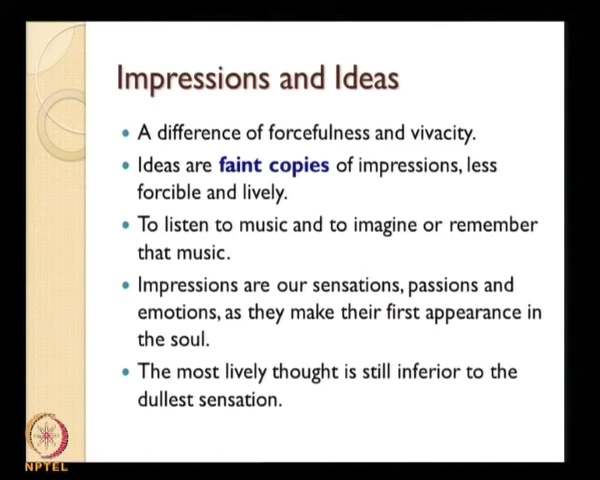 Impressions and Ideas
• A difference of forcefulness and vivacity.
• Ideas are faint copies of impressions, less
forcible and lively.
• To listen to music and to imagine or remember
that music.
• Impressions are our sensations, passions and
emotions, as they make their first appearance in
the soul.
• The most lively thought is still inferior to the
dullest sensation.
NPTEL